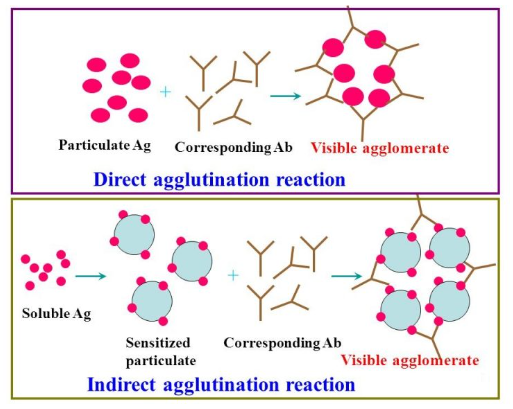 +
Particulate Ag Corresponding Ab Visible agglomerate
Direct agglutination reaction
+
Soluble Ag
Sensitized
particulate
Corresponding Ab
Visible agglomerate
Indirect agglutination reaction